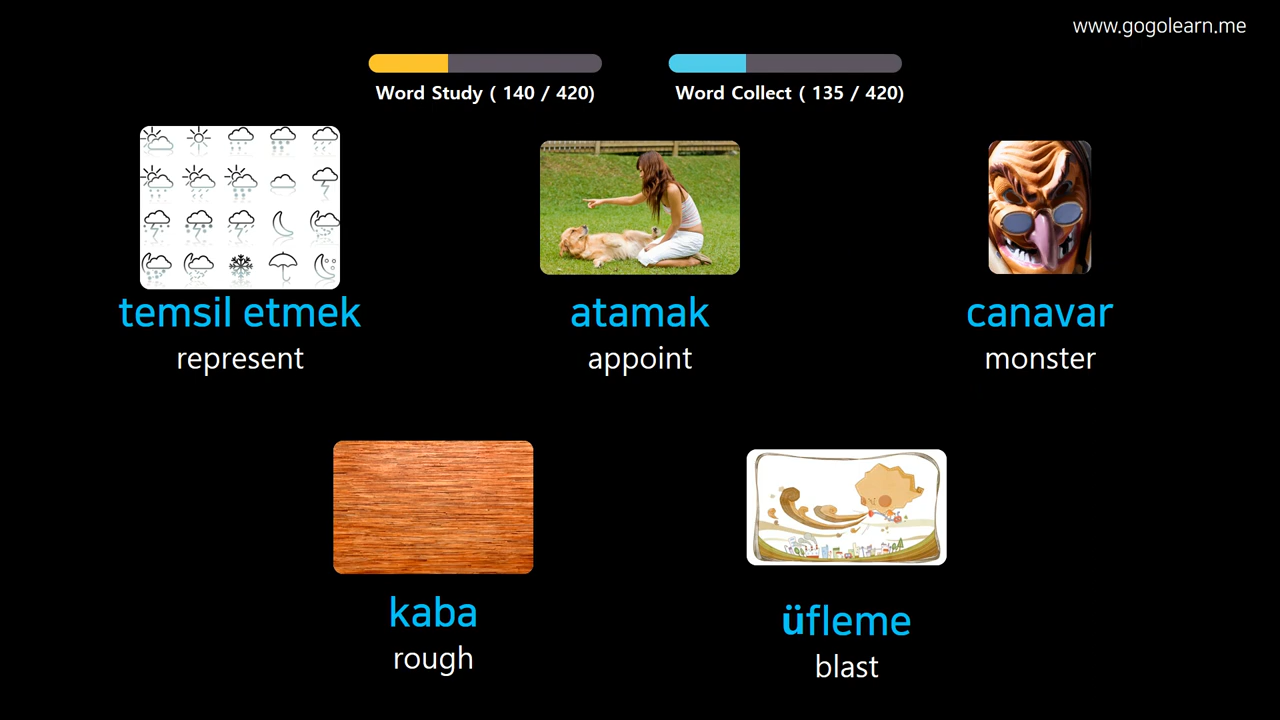 www.gogolearn.me
Word Study ( 140 / 420)
Word Collect ( 135 / 420)
temsil etmek
represent
atamak
appoint
canavar
monster
kaba
rough
üfleme
blast